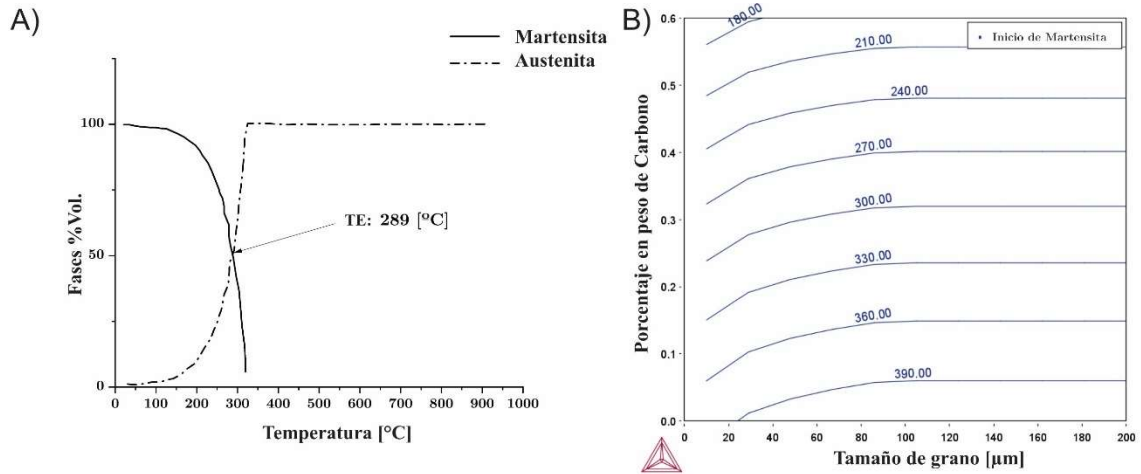 A)
Martensita
Austenita
100
50
0
Fases %Vol.
TE: 289 [ºC]
0 100 200 300 400 500 600 700 800 900 1000
Temperatura [°C]
B)
0.6
0.5
0.4
0.3
0.2
0.1
0.0
Porcentaje en peso de Carbono
Inicio de Martensita
180.00
210.00
240.00
270.00
300.00
330.00
360.00
390.00
0 20 40 60 80 100 120 140 160 180 200
Tamaño de grano [µm]